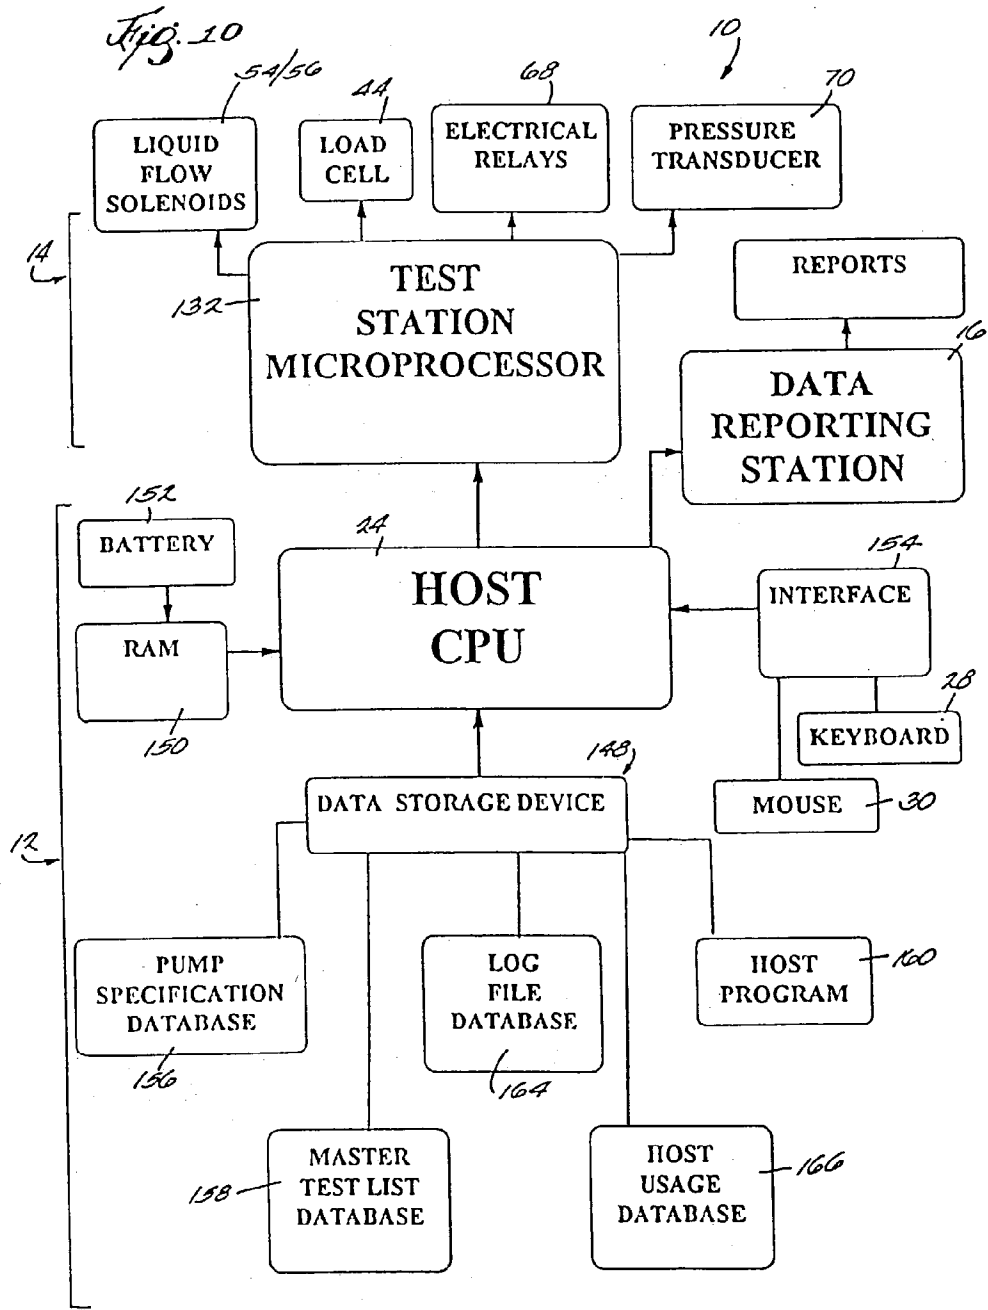 Fig. 10
10
54/56
44
68
70
LIQUID
FLOW
SOLENOIDS
LOAD
CELL
ELECTRICAL
RELAYS
PRESSURE
TRANSDUCER
14
132
TEST
STATION
MICROPROCESSOR
REPORTS
16
DATA
REPORTING
STATION
152
BATTERY
24
HOST
CPU
154
INTERFACE
RAM
150
28
KEYBOARD
148
DATA STORAGE DEVICE
MOUSE
30
12
PUMP
SPECIFICATION
DATABASE
156
LOG
FILE
DATABASE
164
HOST
PROGRAM
160
158
MASTER
TEST LIST
DATABASE
HOST
USAGE
DATABASE
166